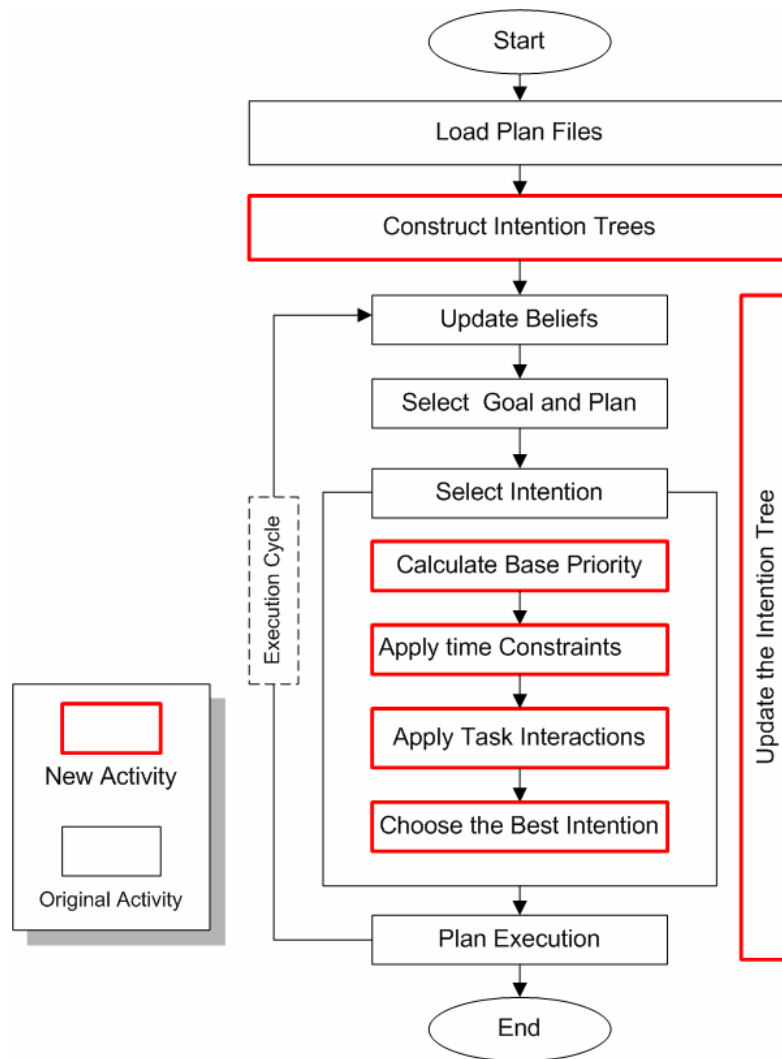 Start
Load Plan Files
Construct Intention Trees
Update Beliefs
Select Goal and Plan
Select Intention
Calculate Base Priority
Apply time Constraints
Apply Task Interactions
Choose the Best Intention
Plan Execution
End
Execution Cycle
Update the Intention Tree
New Activity
Original Activity